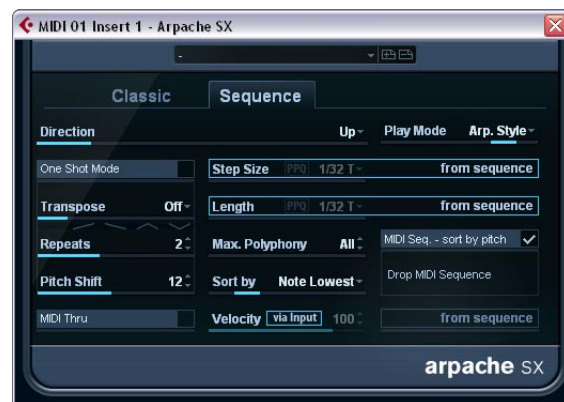 MIDI 01 Insert 1 - Arpache SX
-
Classic Sequence
Direction Up Play Mode Arp. Style
One Shot Mode Step Size PPQ 1/32 T from sequence
Transpose Off Length PPQ 1/32 T from sequence
Repeats 2 Max. Polyphony All MIDI Seq. - sort by pitch
Pitch Shift 12 Sort by Note Lowest Drop MIDI Sequence
MIDI Thru Velocity via Input 100 from sequence
arpache SX